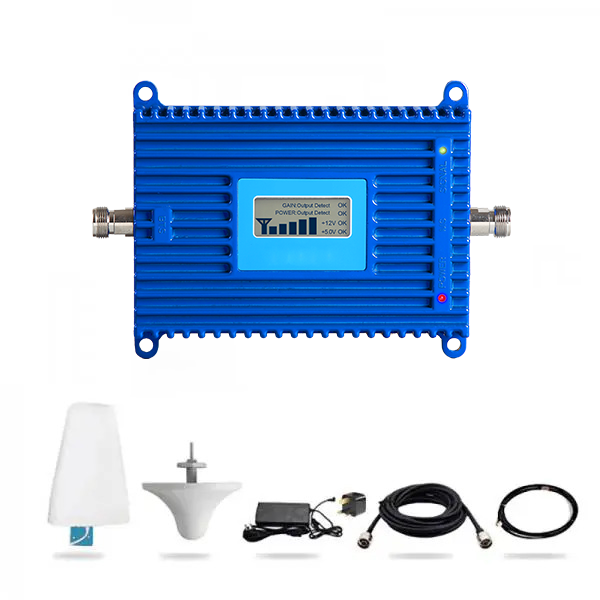 GAIN:Output Detect OK
POWER:Output Detect OK
+12V OK
+5.0V OK